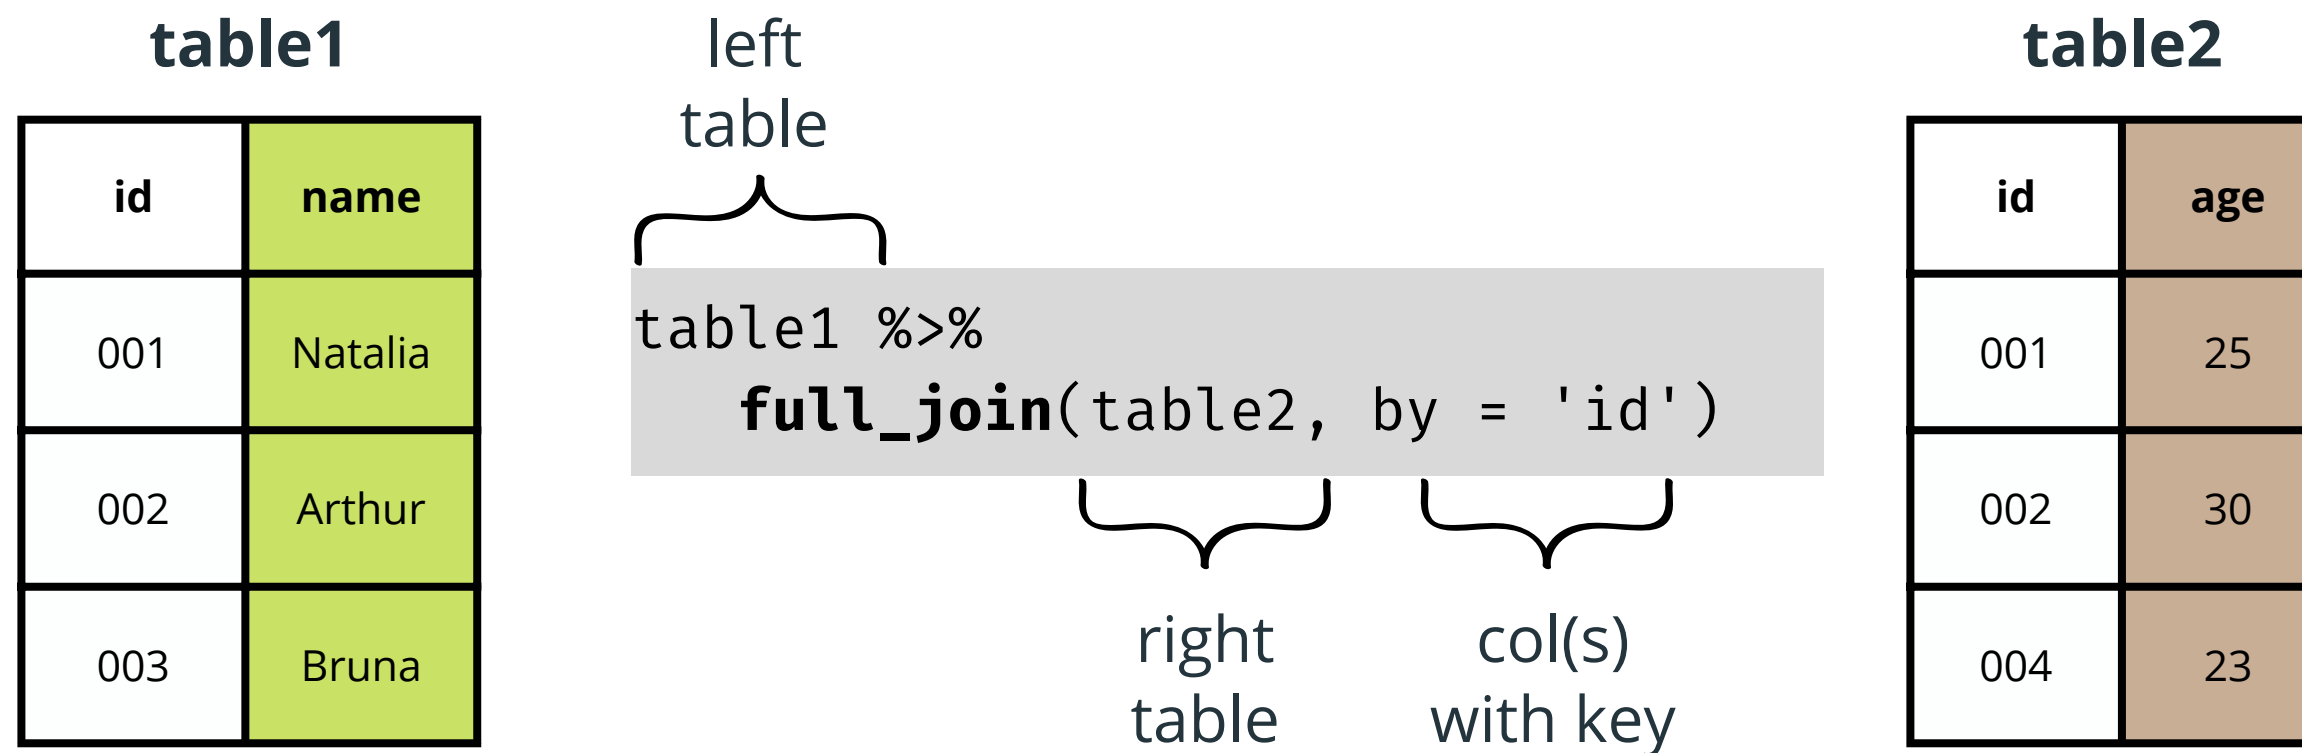 table1
id name
001 Natalia
002 Arthur
003 Bruna
left
table
table1 %>%
full_join(table2, by = 'id')
right
table
col(s)
with key
table2
id age
001 25
002 30
004 23